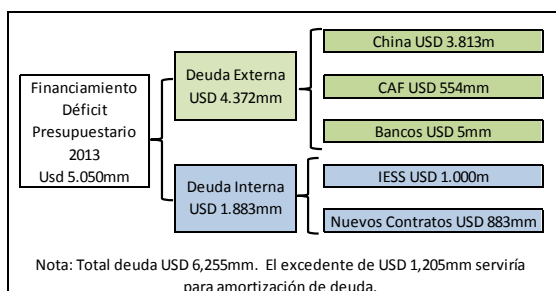 Financiamiento
Déficit
Presupuestario
2013
Usd 5.050mm
Deuda Externa
USD 4.372mm
China USD 3.813m
CAF USD 554mm
Bancos USD 5mm
Deuda Interna
USD 1.883mm
IESS USD 1.000m
Nuevos Contratos USD 883mm
Nota: Total deuda USD 6,255mm.  El excedente de USD 1,205mm serviría
para amortización de deuda.